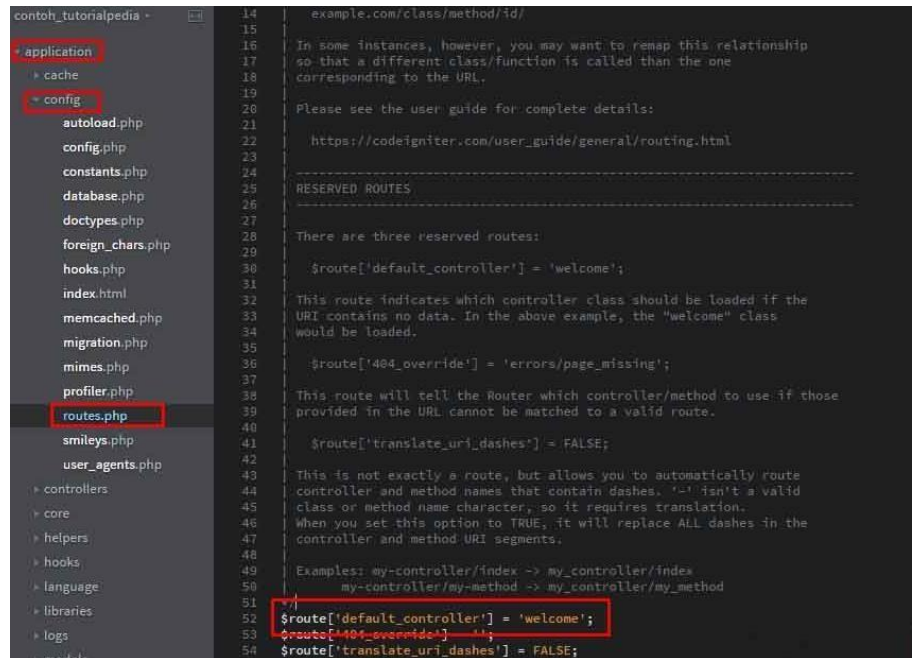 contoh_tutorialpedia
application
cache
config
autoload.php
config.php
constants.php
database.php
doctypes.php
foreign_chars.php
hooks.php
index.html
memcached.php
migration.php
mimes.php
profiler.php
routes.php
smileys.php
user_agents.php
controllers
core
helpers
hooks
language
libraries
logs
14 | example.com/class/method/id/
15 |
16 | In some instances, however, you may want to remap this relationship
17 | so that a different class/function is called than the one
18 | corresponding to the URL.
19 |
20 | Please see the user guide for complete details:
21 |
22 | https://codeigniter.com/user_guide/general/routing.html
23 |
24 | -------------------------------------------------------------------------
25 | RESERVED ROUTES
26 | -------------------------------------------------------------------------
27 |
28 | There are three reserved routes:
29 |
30 | $route['default_controller'] = 'welcome';
31 |
32 | This route indicates which controller class should be loaded if the
33 | URI contains no data. In the above example, the "welcome" class
34 | would be loaded.
35 |
36 | $route['404_override'] = 'errors/page_missing';
37 |
38 | This route will tell the Router which controller/method to use if those
39 | provided in the URL cannot be matched to a valid route.
40 |
41 | $route['translate_uri_dashes'] = FALSE;
42 |
43 | This is not exactly a route, but allows you to automatically route
44 | controller and method names that contain dashes. '-' isn't a valid
45 | class or method name character, so it requires translation.
46 | When you set this option to TRUE, it will replace ALL dashes in the
47 | controller and method URI segments.
48 |
49 | Examples: my-controller/index -> my_controller/index
50 | my-controller/my-method -> my_controller/my_method
51 */
52 $route['default_controller'] = 'welcome';
53 $route['404_override'] = '';
54 $route['translate_uri_dashes'] = FALSE;